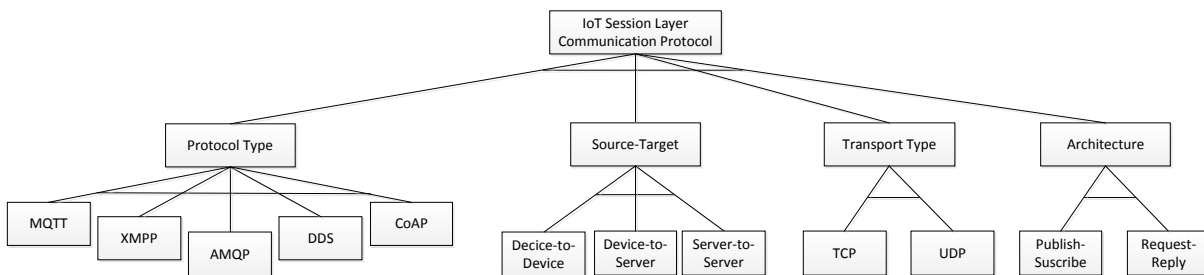 IoT Session Layer
Communication Protocol
Protocol Type
Source-Target
Transport Type
Architecture
MQTT
XMPP
AMQP
DDS
CoAP
Decice-to-
Device
Device-to-
Server
Server-to-
Server
TCP
UDP
Publish-
Suscribe
Request-
Reply